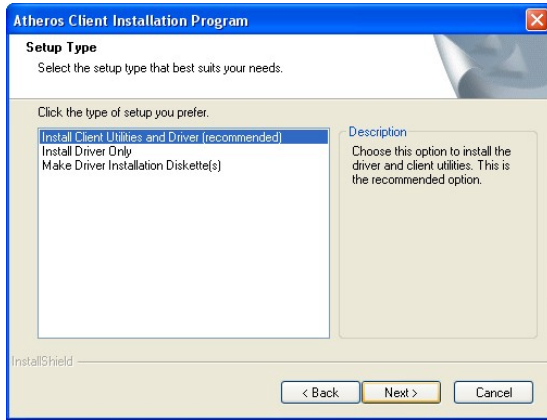 Atheros Client Installation Program
Setup Type
Select the setup type that best suits your needs.
Click the type of setup you prefer.
Install Client Utilities and Driver (recommended)
Install Driver Only
Make Driver Installation Diskette(s)
Description
Choose this option to install the
driver and client utilities. This is
the recommended option.
InstallShield
< Back
Next >
Cancel